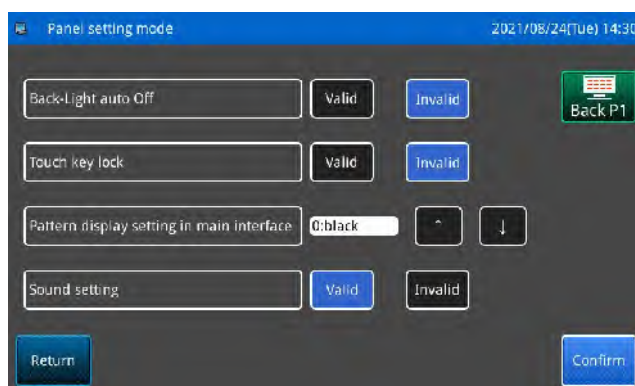 Panel setting mode 2021/08/24(Tue) 14:30
Back-Light auto Off Valid Invalid
Back P1
Touch key lock Valid Invalid
Pattern display setting in main interface 0:black ↑ ↓
Sound setting Valid Invalid
Return Confirm